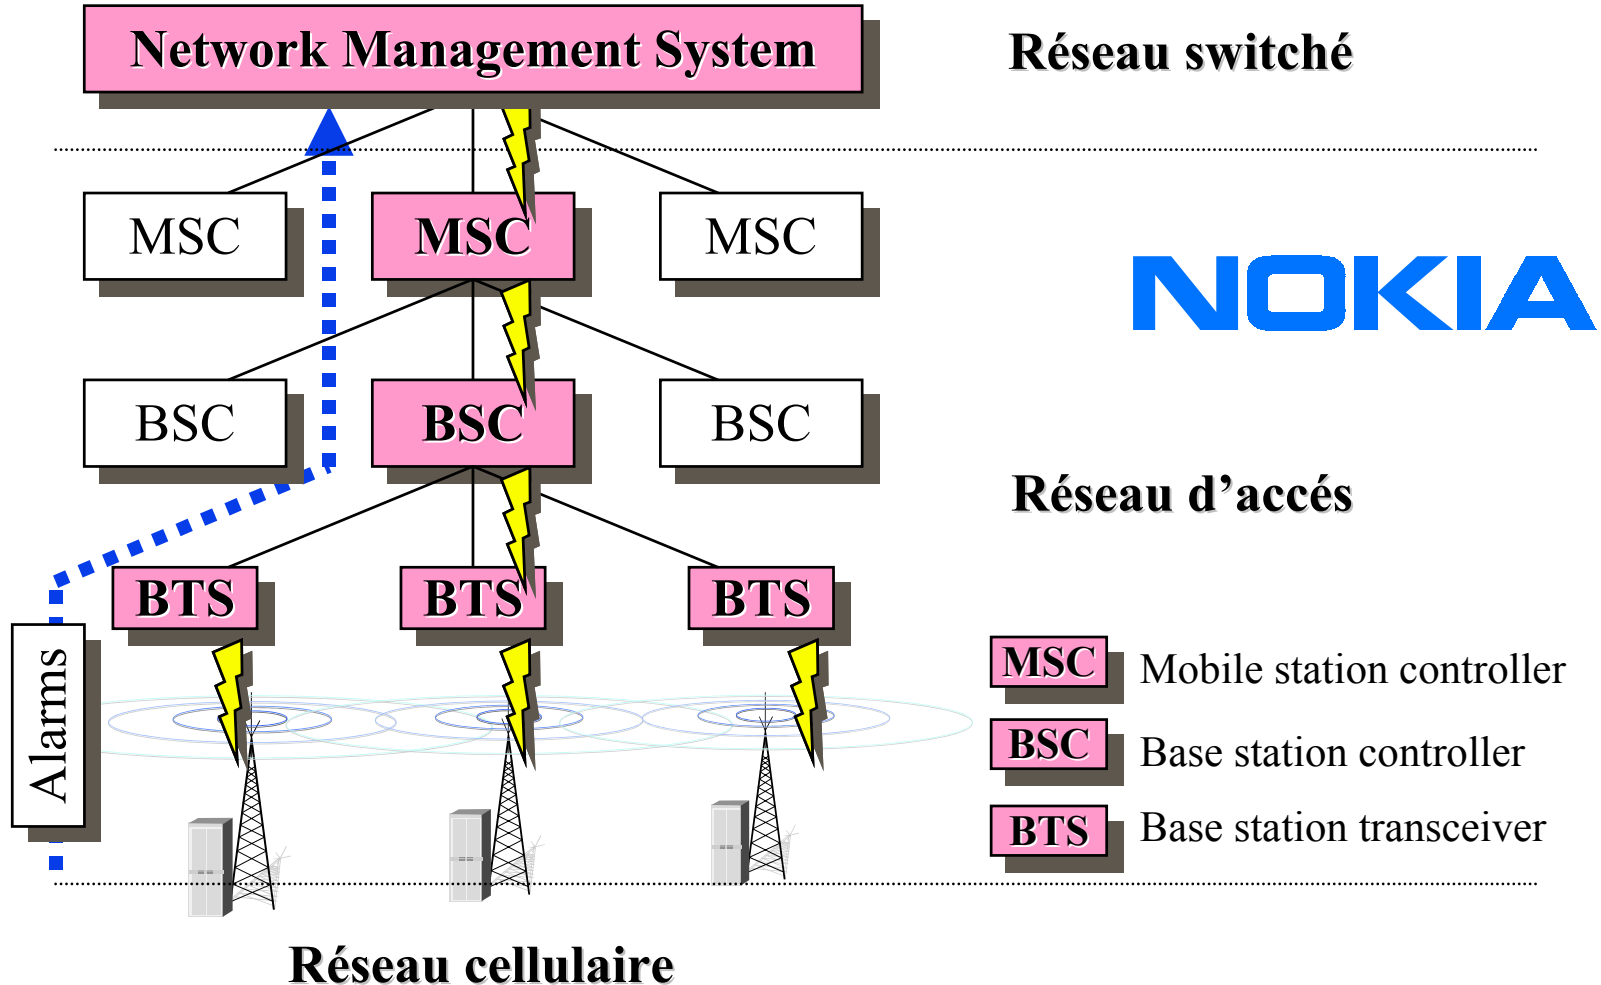 Network Management System
Réseau switché
MSC
MSC
MSC
NOKIA
BSC
BSC
BSC
Réseau d’accés
BTS
BTS
BTS
Alarms
MSC Mobile station controller
BSC Base station controller
BTS Base station transceiver
Réseau cellulaire